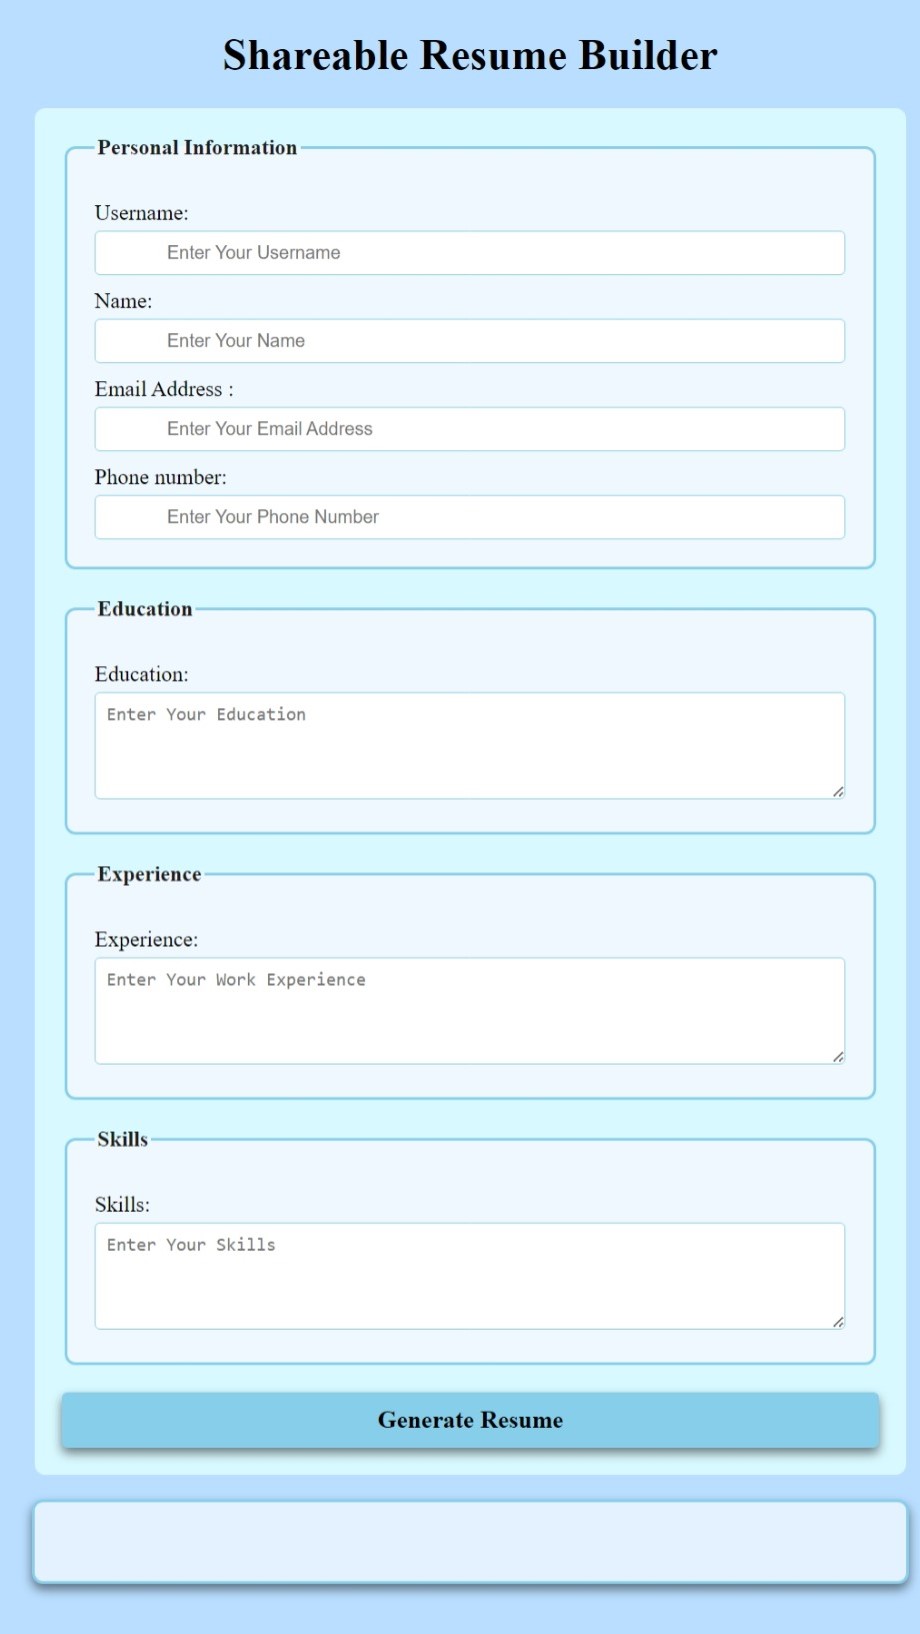 Shareable Resume Builder
Personal Information
Username:
Enter Your Username
Name:
Enter Your Name
Email Address :
Enter Your Email Address
Phone number:
Enter Your Phone Number
Education
Education:
Enter Your Education
Experience
Experience:
Enter Your Work Experience
Skills
Skills:
Enter Your Skills
Generate Resume